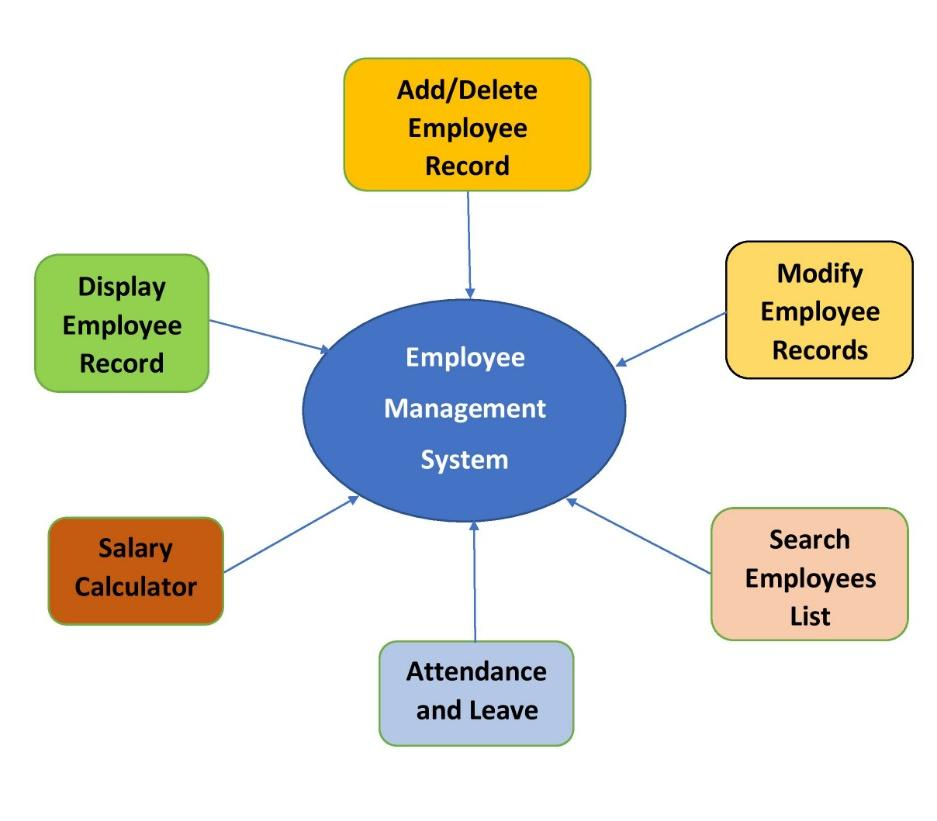 Add/Delete
Employee
Record
Display
Employee
Record
Modify
Employee
Records
Employee
Management
System
Salary
Calculator
Search
Employees
List
Attendance
and Leave